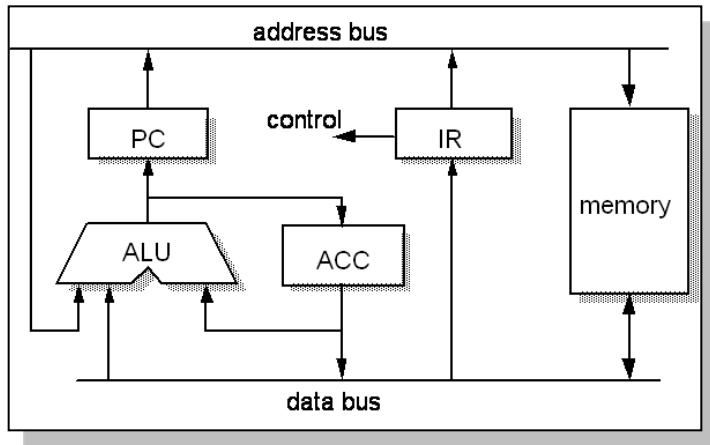 address bus
PC
control
IR
memory
ALU
ACC
data bus